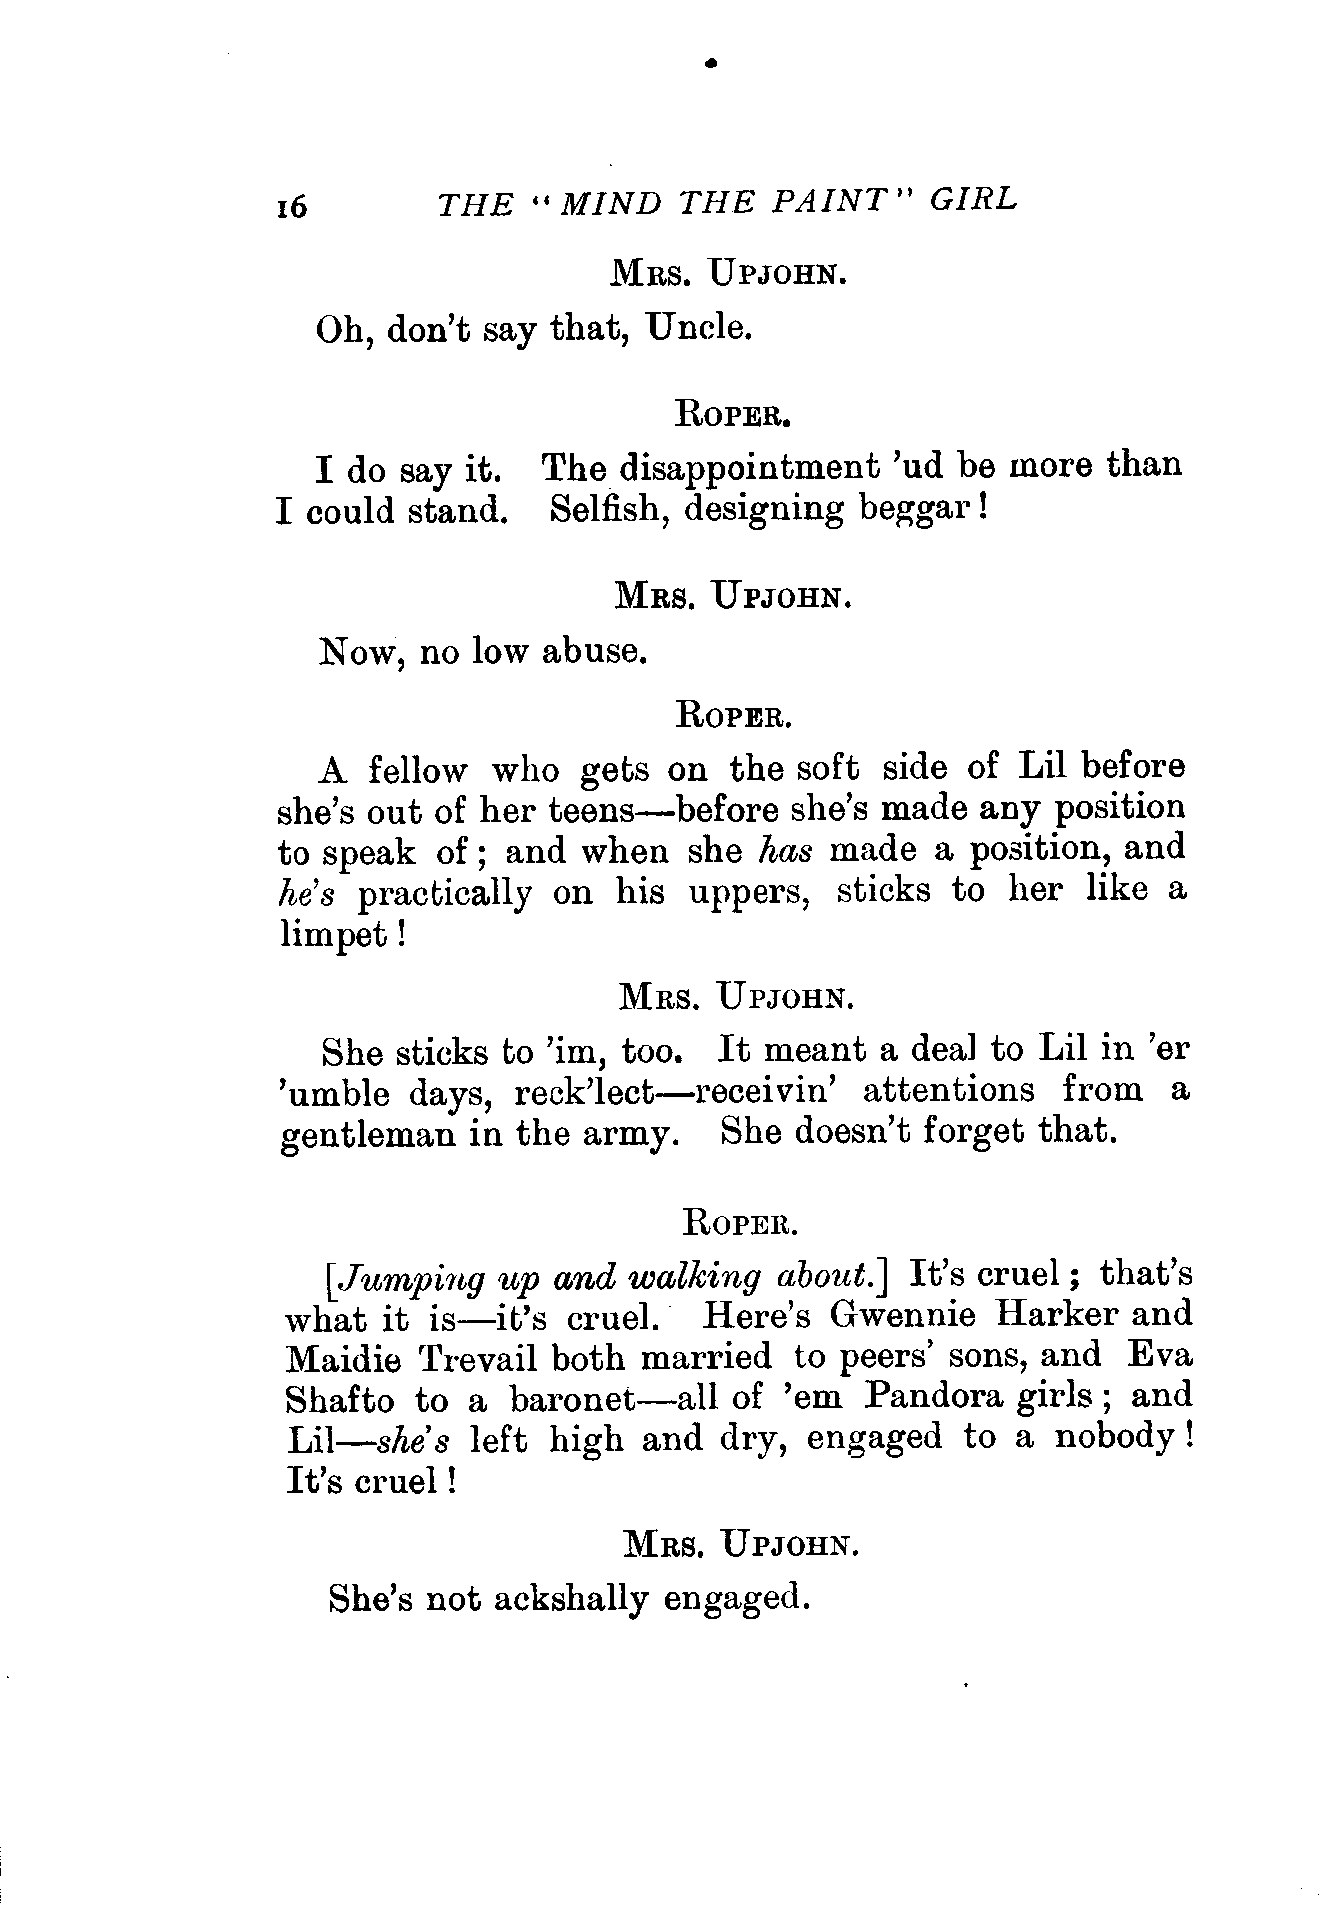 16 THE "MIND THE PAINT" GIRL
MRS. UPJOHN.
Oh, don't say that, Uncle.
ROPER.
I do say it. The disappointment 'ud be more than
I could stand. Selfish, designing beggar!
MRS. UPJOHN.
Now, no low abuse.
ROPER.
A fellow who gets on the soft side of Lil before
she's out of her teens—before she's made any position
to speak of; and when she has made a position, and
he's practically on his uppers, sticks to her like a
limpet!
MRS. UPJOHN.
She sticks to 'im, too. It meant a deal to Lil in 'er
'umble days, reck'lect—receivin' attentions from a
gentleman in the army. She doesn't forget that.
ROPER.
[Jumping up and walking about.] It's cruel; that's
what it is—it's cruel. Here's Gwennie Harker and
Maidie Trevail both married to peers' sons, and Eva
Shafto to a baronet—all of 'em Pandora girls; and
Lil—she's left high and dry, engaged to a nobody!
It's cruel!
MRS. UPJOHN.
She's not ackshally engaged.